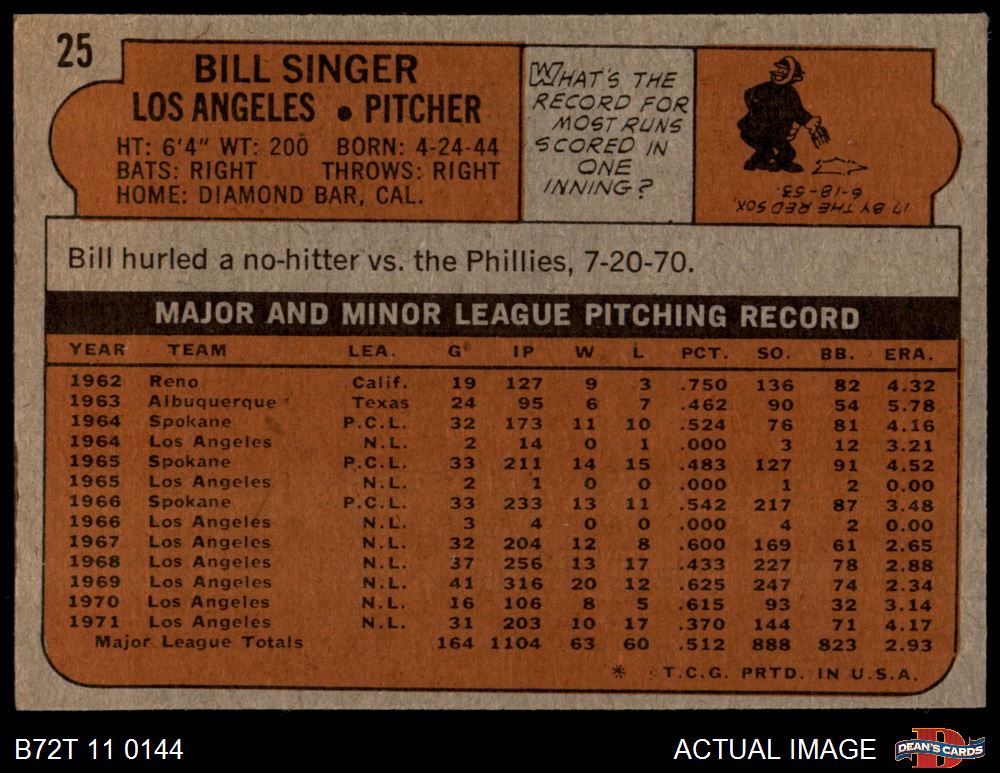 25
BILL SINGER
LOS ANGELES • PITCHER
HT: 6'4" WT: 200 BORN: 4-24-44
BATS: RIGHT THROWS: RIGHT
HOME: DIAMOND BAR, CAL.
WHAT'S THE
RECORD FOR
MOST RUNS
SCORED IN
ONE
INNING?
17 BY THE RED SOX,
6-18-53.
Bill hurled a no-hitter vs. the Phillies, 7-20-70.
MAJOR AND MINOR LEAGUE PITCHING RECORD
YEAR TEAM LEA. G IP W L PCT. SO. BB. ERA.
1962 Reno Calif. 19 127 9 3 .750 136 82 4.32
1963 Albuquerque Texas 24 95 6 7 .462 90 54 5.78
1964 Spokane P.C.L. 32 173 11 10 .524 76 81 4.16
1964 Los Angeles N.L. 2 14 0 1 .000 3 12 3.21
1965 Spokane P.C.L. 33 211 14 15 .483 127 91 4.52
1965 Los Angeles N.L. 2 1 0 0 .000 1 2 0.00
1966 Spokane P.C.L. 33 233 13 11 .542 217 87 3.48
1966 Los Angeles N.L. 3 4 0 0 .000 4 2 0.00
1967 Los Angeles N.L. 32 204 12 8 .600 169 61 2.65
1968 Los Angeles N.L. 37 256 13 17 .433 227 78 2.88
1969 Los Angeles N.L. 41 316 20 12 .625 247 74 2.34
1970 Los Angeles N.L. 16 106 8 5 .615 93 32 3.14
1971 Los Angeles N.L. 31 203 10 17 .370 144 71 4.17
Major League Totals 164 1104 63 60 .512 888 823 2.93
* ©T.C.G. PRTD. IN U.S.A.
B72T 11 0144 ACTUAL IMAGE
D
DEAN'S CARDS